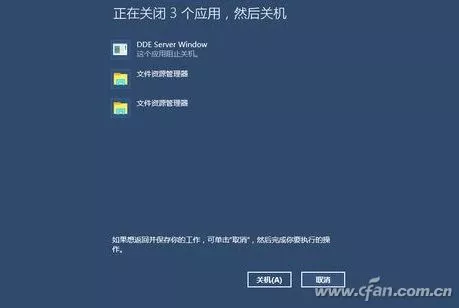 正在关闭 3 个应用，然后关机
DDE Server Window
这个应用阻止关机。
文件资源管理器
文件资源管理器
如果想返回并保存你的工作，可单击"取消"，然后完成你要执行的操
作。
关机(A)
取消
www.cfan.com.cn